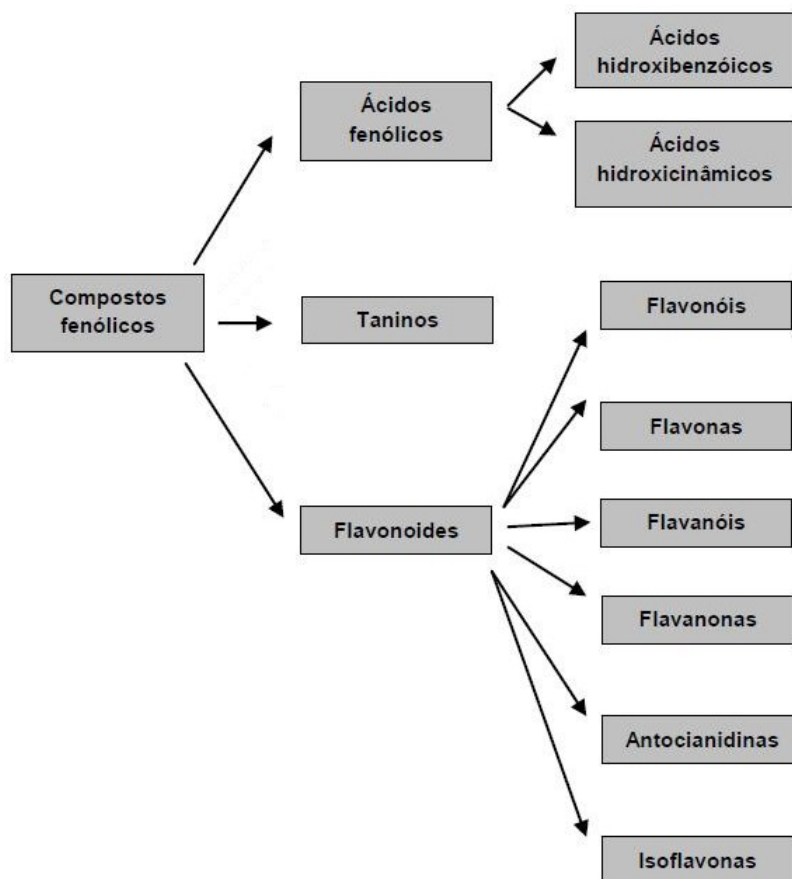 Ácidos
hidroxibenzóicos
Ácidos
fenólicos
Ácidos
hidroxicinâmicos
Compostos
fenólicos
Taninos
Flavonóis
Flavonas
Flavonoides
Flavanóis
Flavanonas
Antocianidinas
Isoflavonas